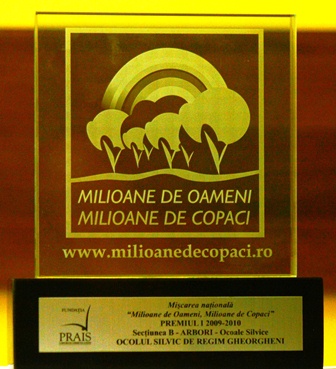 MILIOANE DE OAMENI
MILIOANE DE COPACI
www.milioanedecopaci.ro
FUNDAȚIA
PRAIS
Mișcarea națională
"Milioane de Oameni, Milioane de Copaci"
PREMIUL I 2009-2010
Secțiunea B - ARBORI - Ocoale Silvice
OCOLUL SILVIC DE REGIM GHEORGHENI